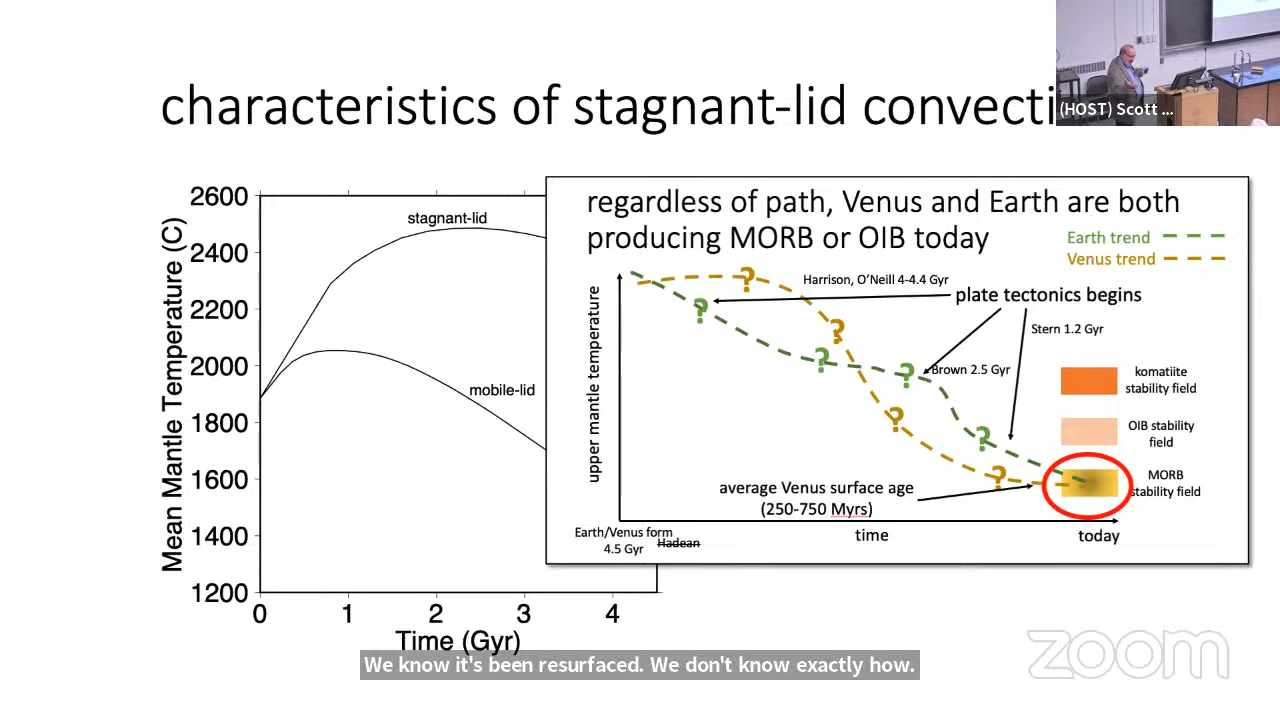 characteristics of stagnant-lid convecti
(HOST) Scott ...
2600
2400
2200
2000
1800
1600
1400
1200
Mean Mantle Temperature (C)
stagnant-lid
mobile-lid
0 1 2 3 4
Time (Gyr)
regardless of path, Venus and Earth are both
producing MORB or OIB today
Earth trend
Venus trend
Harrison, O'Neill 4-4.4 Gyr
plate tectonics begins
Stern 1.2 Gyr
Brown 2.5 Gyr
?
?
?
?
?
?
?
?
upper mantle temperature
komatiite
stability field
OIB stability
field
MORB
stability field
average Venus surface age
(250-750 Myrs)
Earth/Venus form
4.5 Gyr
Hadean
time
today
zoom
We know it's been resurfaced. We don't know exactly how.